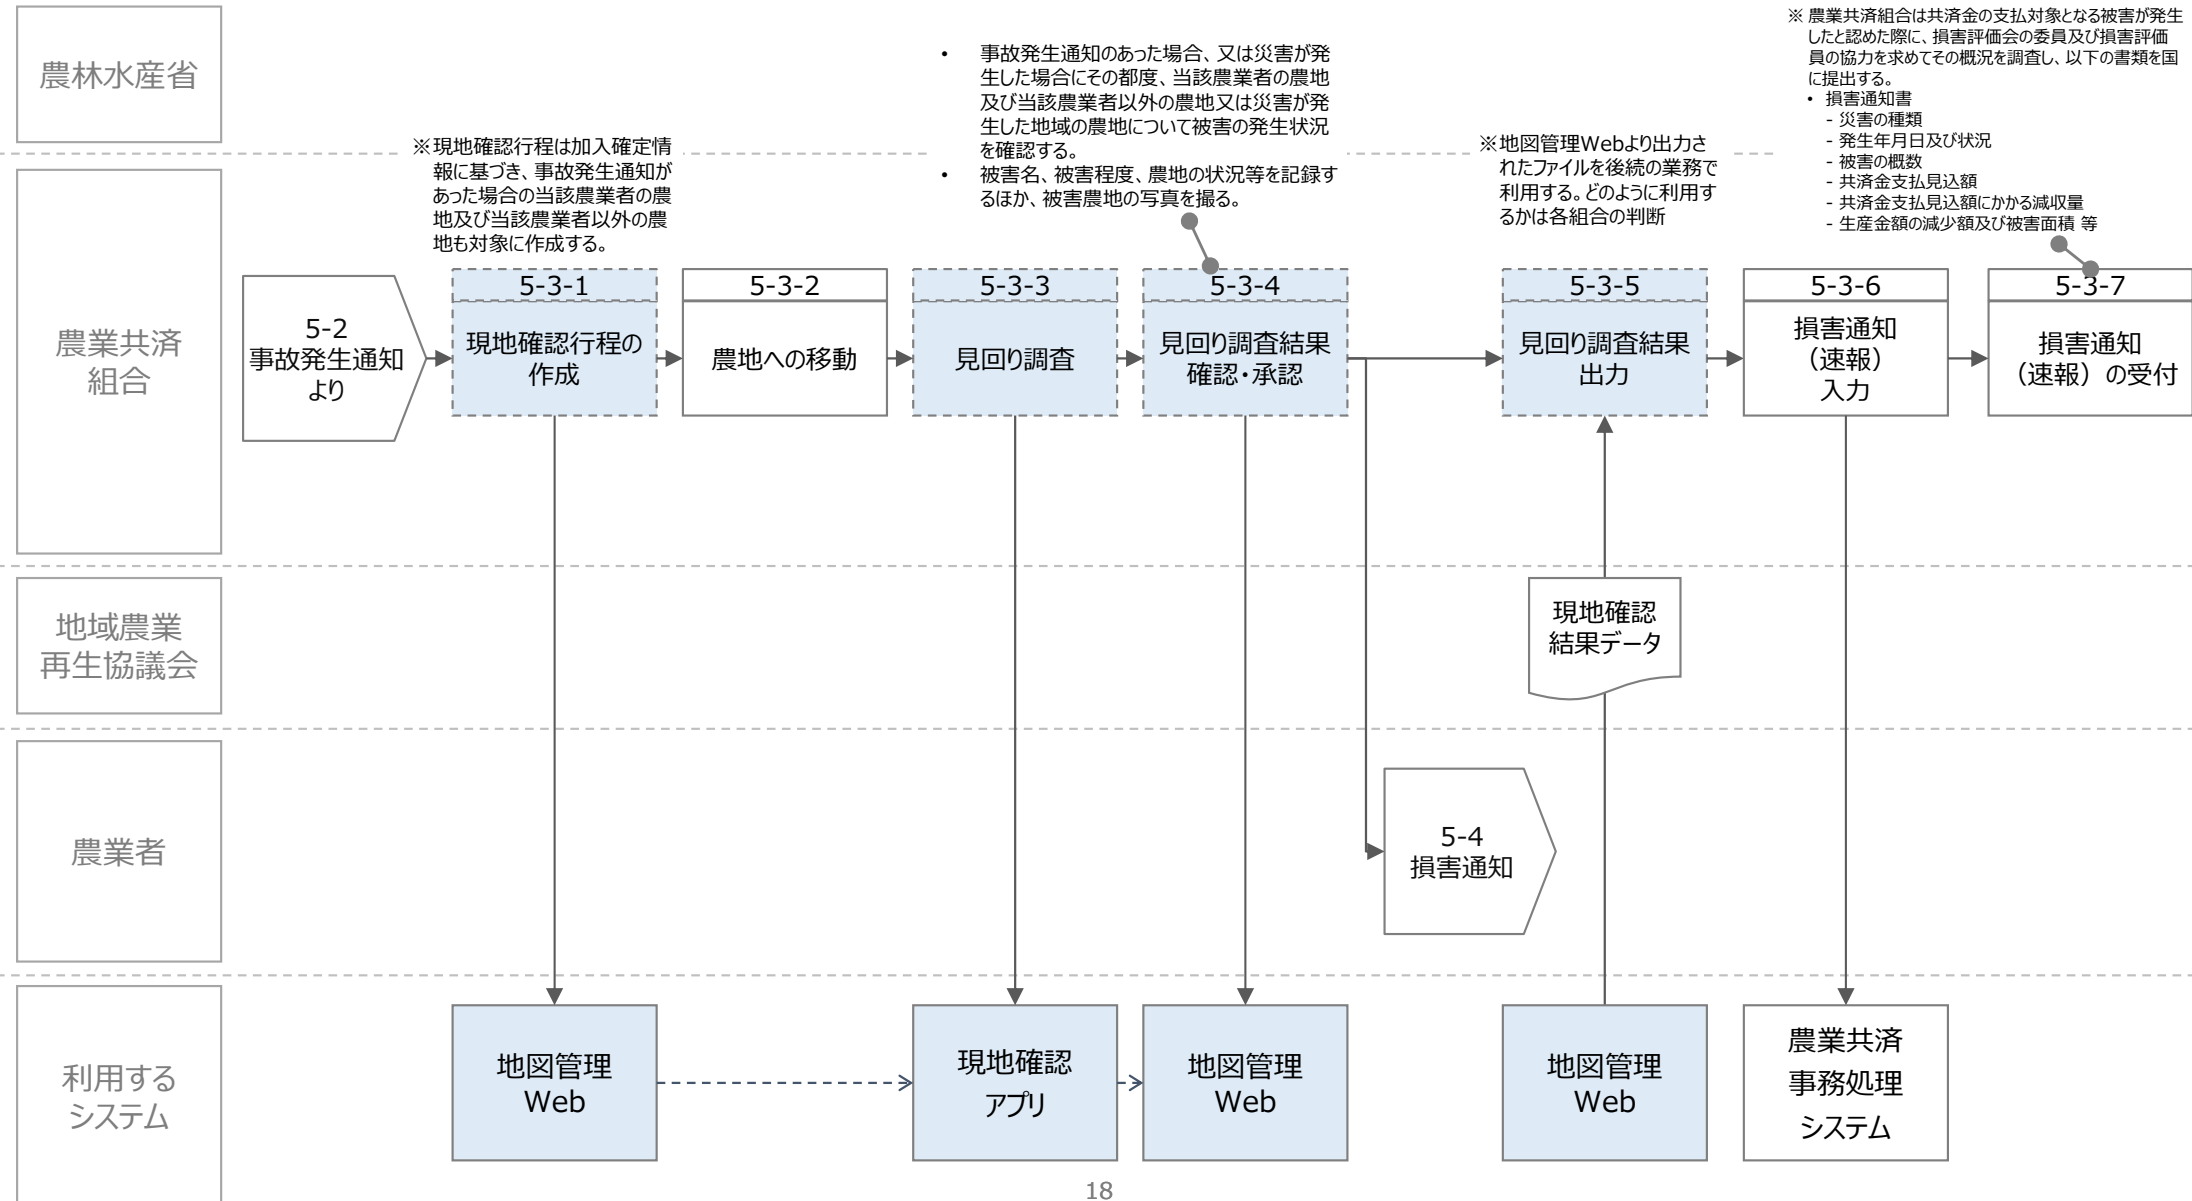 農林水産省
※現地確認行程は加入確定情
報に基づき、事故発生通知が
あった場合の当該農業者の農
地及び当該農業者以外の農
地も対象に作成する。
• 事故発生通知のあった場合、又は災害が発
生した場合にその都度、当該農業者の農地
及び当該農業者以外の農地又は災害が発
生した地域の農地について被害の発生状況
を確認する。
• 被害名、被害程度、農地の状況等を記録す
るほか、被害農地の写真を撮る。
※地図管理Webより出力さ
れたファイルを後続の業務で
利用する。どのように利用す
るかは各組合の判断
※ 農業共済組合は共済金の支払対象となる被害が発生
したと認めた際に、損害評価会の委員及び損害評価
員の協力を求めてその概況を調査し、以下の書類を国
に提出する。
• 損害通知書
- 災害の種類
- 発生年月日及び状況
- 被害の概数
- 共済金支払見込額
- 共済金支払見込額にかかる減収量
- 生産金額の減少額及び被害面積 等
農業共済
組合
5-2
事故発生通知
より
5-3-1
現地確認行程の
作成
5-3-2
農地への移動
5-3-3
見回り調査
5-3-4
見回り調査結果
確認・承認
5-3-5
見回り調査結果
出力
5-3-6
損害通知
（速報）
入力
5-3-7
損害通知
（速報）の受付
地域農業
再生協議会
現地確認
結果データ
農業者
5-4
損害通知
利用する
システム
地図管理
Web
現地確認
アプリ
地図管理
Web
地図管理
Web
農業共済
事務処理
システム
18